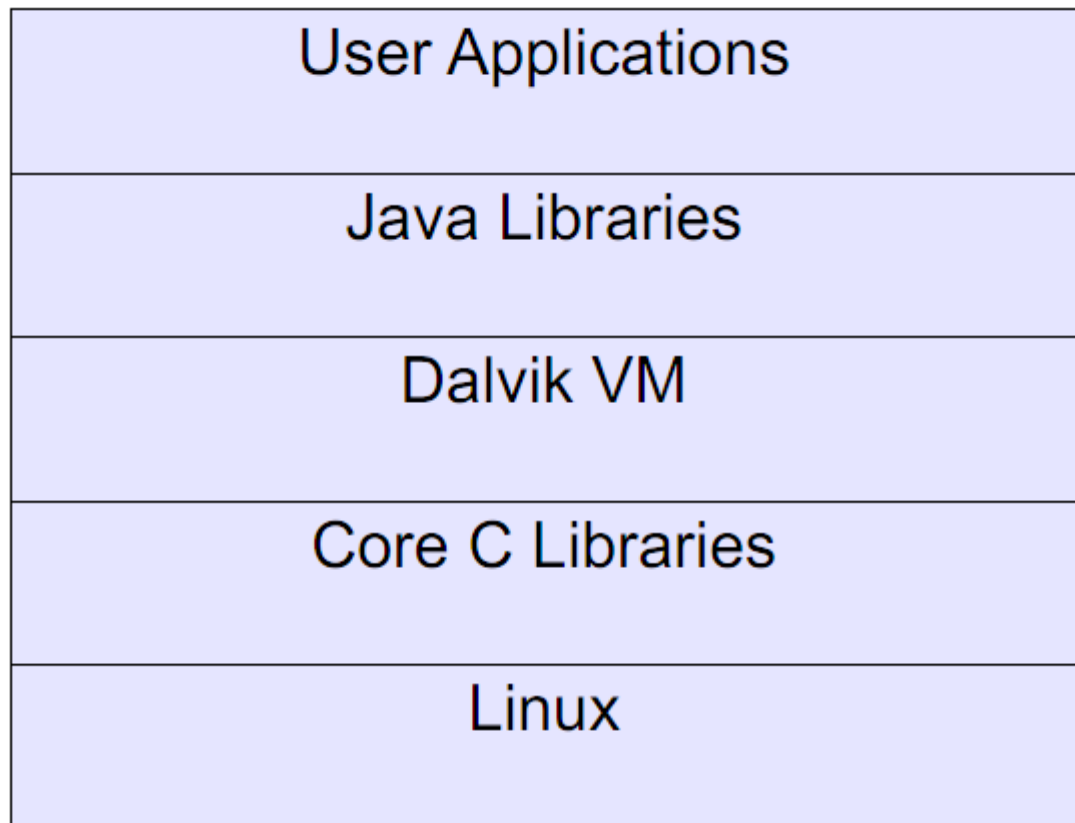 User Applications
Java Libraries
Dalvik VM
Core C Libraries
Linux